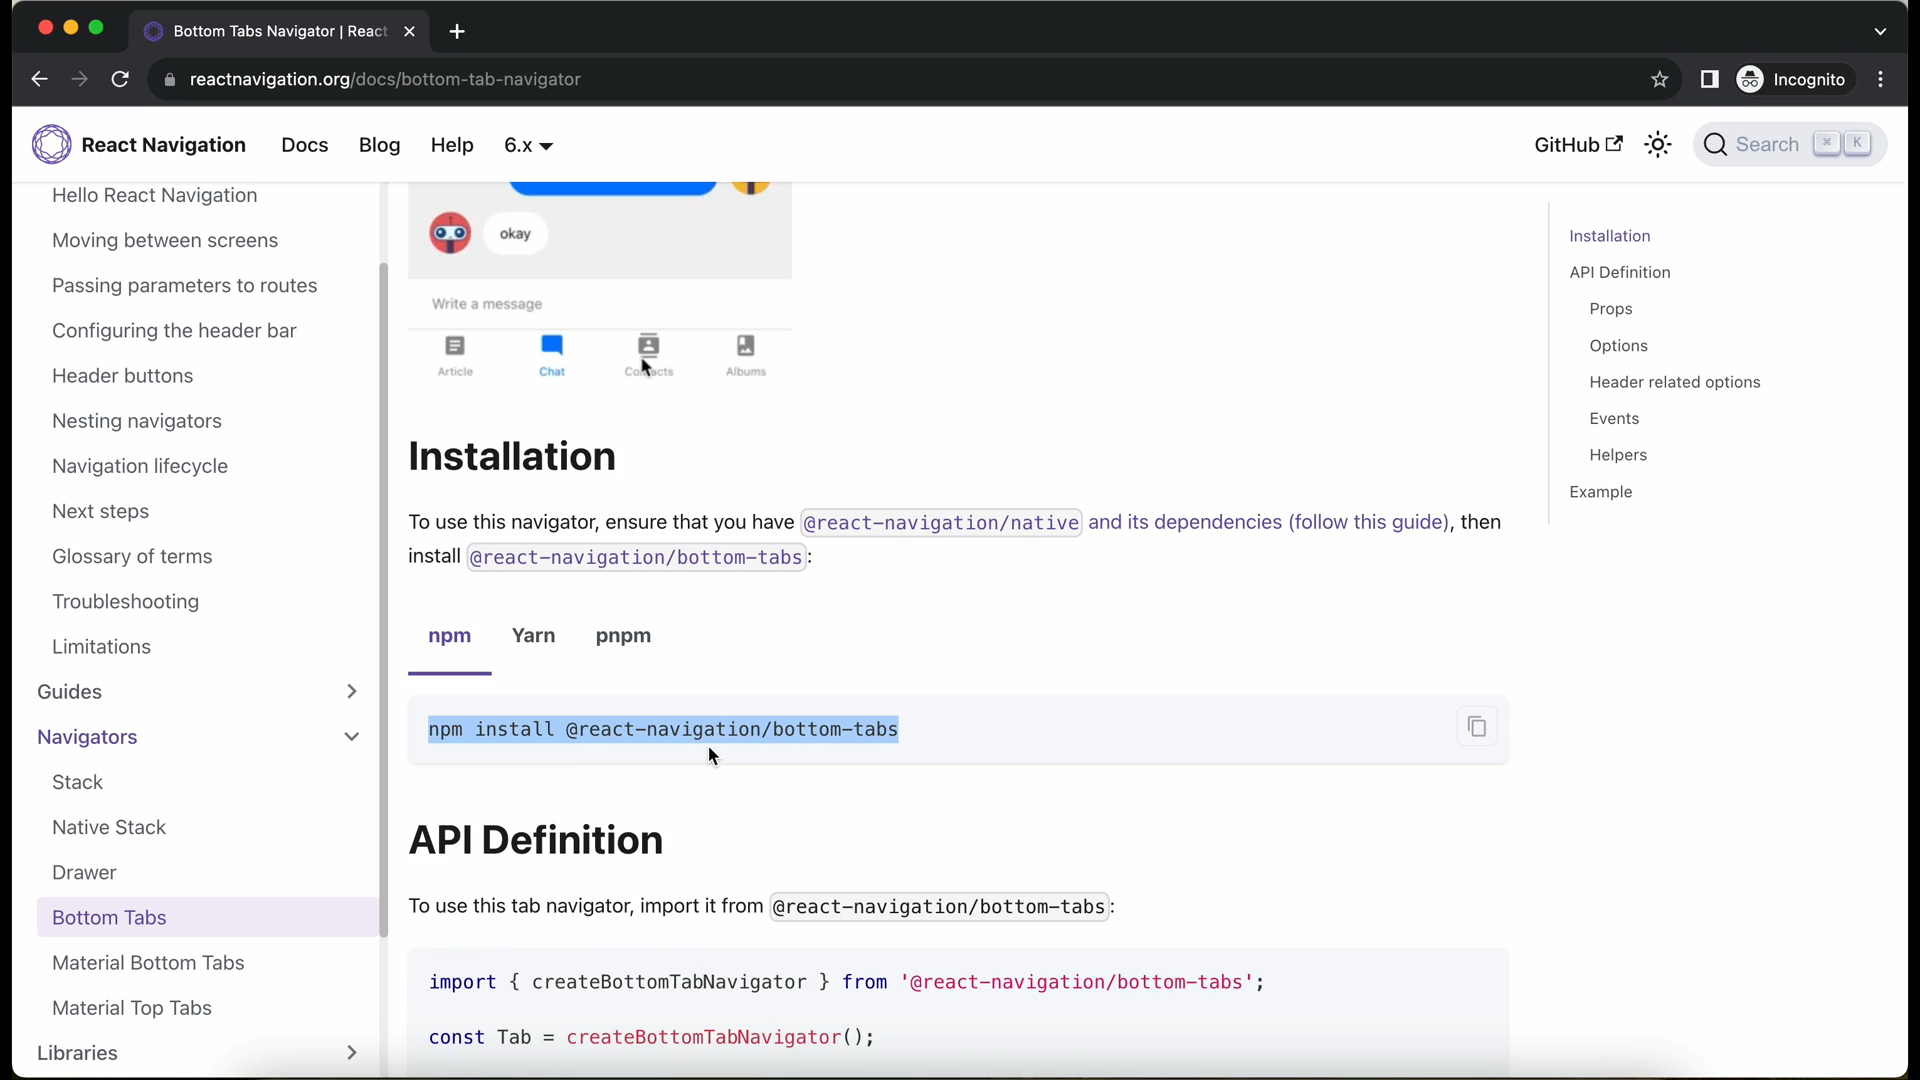 Bottom Tabs Navigator | React
reactnavigation.org/docs/bottom-tab-navigator
Incognito
React Navigation
Docs
Blog
Help
6.x
GitHub
Search
⌘
K
Hello React Navigation
Moving between screens
Passing parameters to routes
Configuring the header bar
Header buttons
Nesting navigators
Navigation lifecycle
Next steps
Glossary of terms
Troubleshooting
Limitations
Guides
Navigators
Stack
Native Stack
Drawer
Bottom Tabs
Material Bottom Tabs
Material Top Tabs
Libraries
okay
Write a message
Article
Chat
Contacts
Albums
Installation
To use this navigator, ensure that you have @react-navigation/native and its dependencies (follow this guide), then
install @react-navigation/bottom-tabs:
npm
Yarn
pnpm
npm install @react-navigation/bottom-tabs
API Definition
To use this tab navigator, import it from @react-navigation/bottom-tabs:
import { createBottomTabNavigator } from '@react-navigation/bottom-tabs';
const Tab = createBottomTabNavigator();
Installation
API Definition
Props
Options
Header related options
Events
Helpers
Example